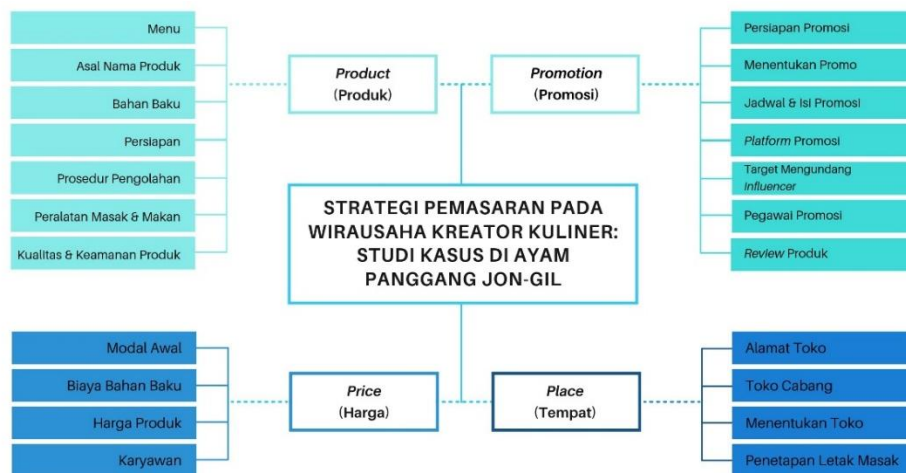 Menu
Asal Nama Produk
Bahan Baku
Persiapan
Prosedur Pengolahan
Peralatan Masak & Makan
Kualitas & Keamanan Produk
Product
(Produk)
Promotion
(Promosi)
Persiapan Promosi
Menentukan Promo
Jadwal & Isi Promosi
Platform Promosi
Target Mengundang
Influencer
Pegawai Promosi
Review Produk
STRATEGI PEMASARAN PADA
WIRAUSAHA KREATOR KULINER:
STUDI KASUS DI AYAM
PANGGANG JON-GIL
Modal Awal
Biaya Bahan Baku
Harga Produk
Karyawan
Price
(Harga)
Place
(Tempat)
Alamat Toko
Toko Cabang
Menentukan Toko
Penetapan Letak Masak